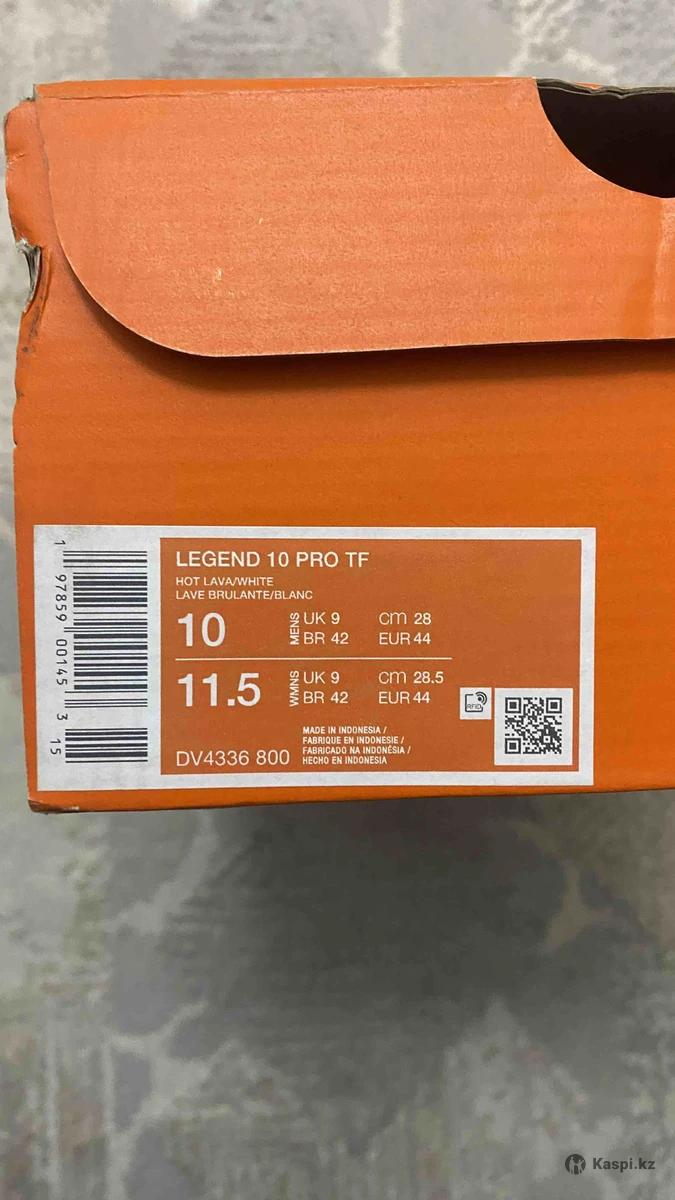 LEGEND 10 PRO TF
HOT LAVA/WHITE
LAVE BRULANTE/BLANC
10 MENS UK 9 cm 28
BR 42 EUR 44
11.5 WMNS UK 9 cm 28.5
BR 42 EUR 44
RFID
DV4336 800
MADE IN INDONESIA /
FABRIQUE EN INDONESIE /
FABRICADO NA INDONÉSIA /
HECHO EN INDONESIA
1 97859 00145 3 15
Kaspi.kz